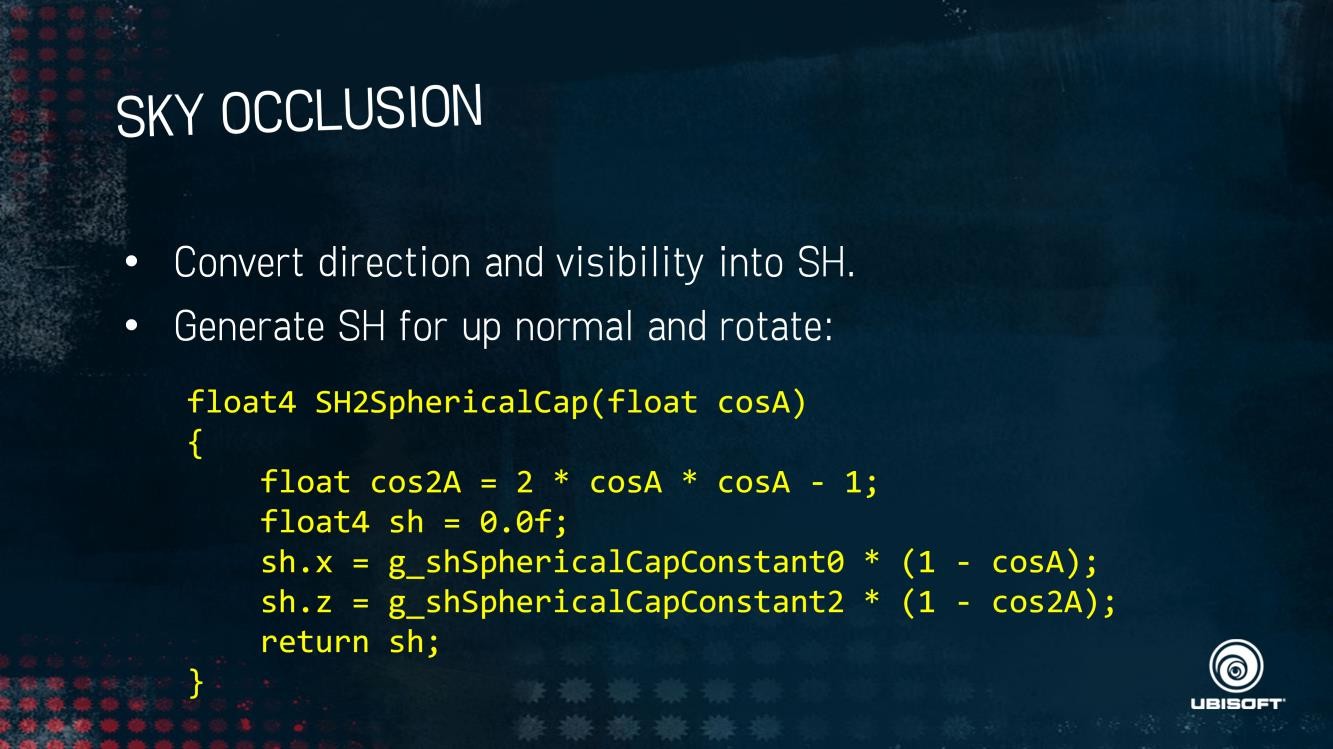 SKY OCCLUSION
• Convert direction and visibility into SH.
• Generate SH for up normal and rotate:
float4 SH2SphericalCap(float cosA)
{
    float cos2A = 2 * cosA * cosA - 1;
    float4 sh = 0.0f;
    sh.x = g_shSphericalCapConstant0 * (1 - cosA);
    sh.z = g_shSphericalCapConstant2 * (1 - cos2A);
    return sh;
}
UBISOFT